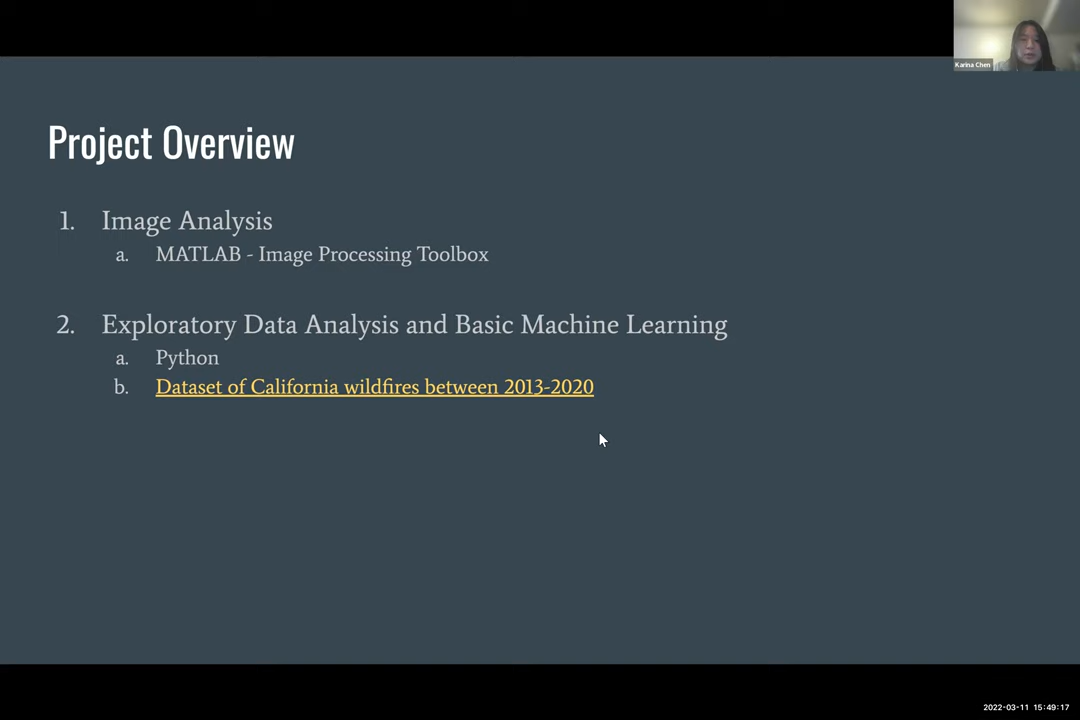 Karina Chen
Project Overview
1. Image Analysis
a. MATLAB - Image Processing Toolbox
2. Exploratory Data Analysis and Basic Machine Learning
a. Python
b. Dataset of California wildfires between 2013-2020
2022-03-11 15:49:17